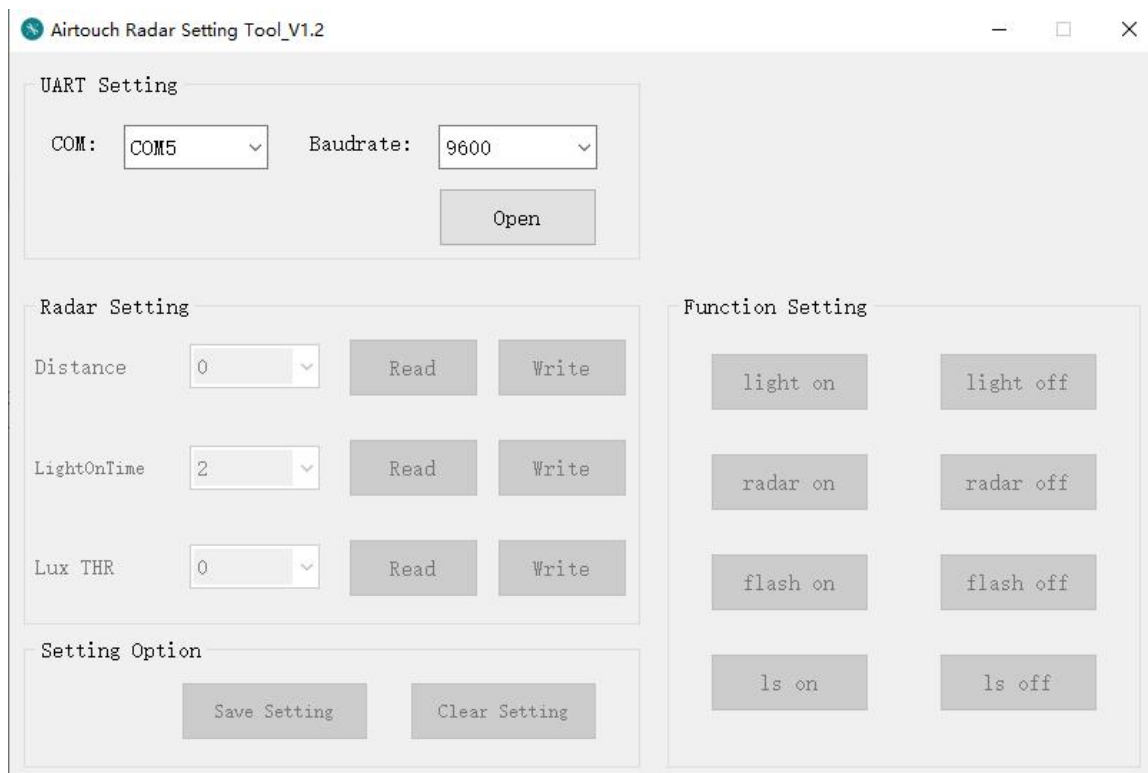 Airtouch Radar Setting Tool_V1.2
UART Setting
COM: COM5 Baudrate: 9600
Open
Radar Setting
Distance 0 Read Write
LightOnTime 2 Read Write
Lux THR 0 Read Write
Setting Option
Save Setting Clear Setting
Function Setting
light on light off
radar on radar off
flash on flash off
ls on ls off